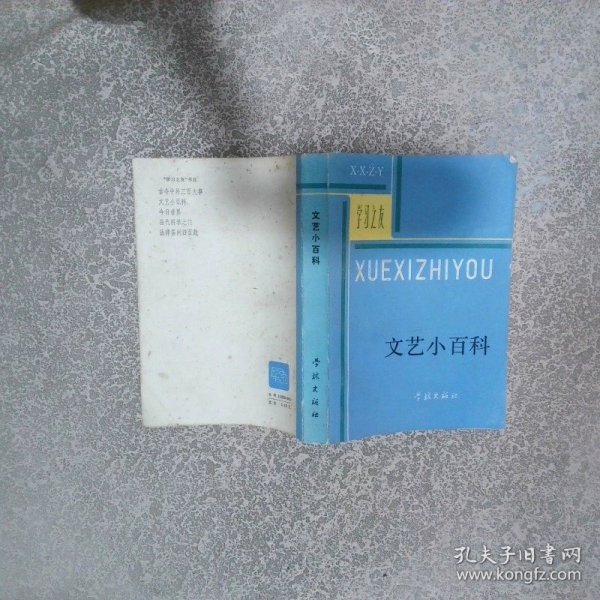 "学习之友"书目
古今中外三百大事
文艺小百科
今日世界
当代科学之门
法律实例四百题
文艺小百科
学林出版社
X·X·Z·Y
学习之友
XUEXIZHIYOU
文艺小百科
学林出版社
孔夫子旧书网
www.kongfz.com